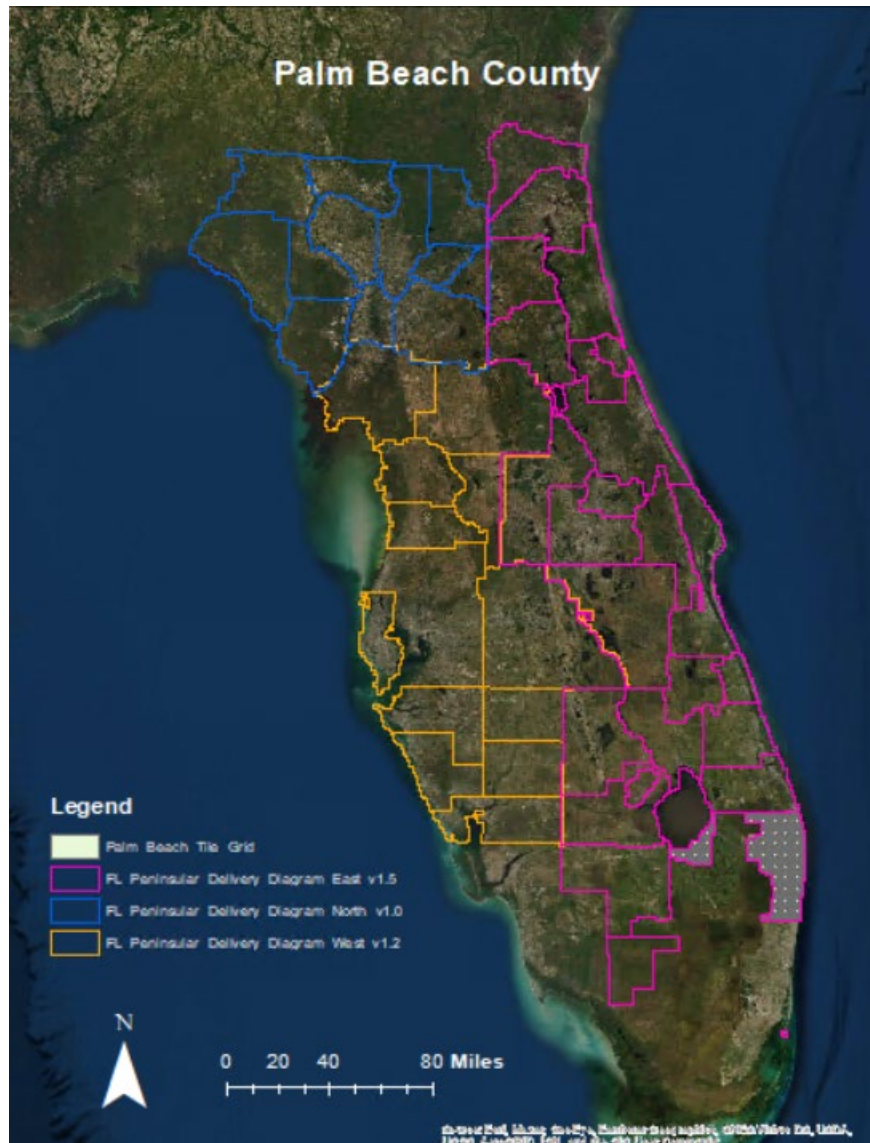 Palm Beach County
Legend
Palm Beach Tile Grid
FL Peninsular Delivery Diagram East v1.5
FL Peninsular Delivery Diagram North v1.0
FL Peninsular Delivery Diagram West v1.2
N
0 20 40 80 Miles